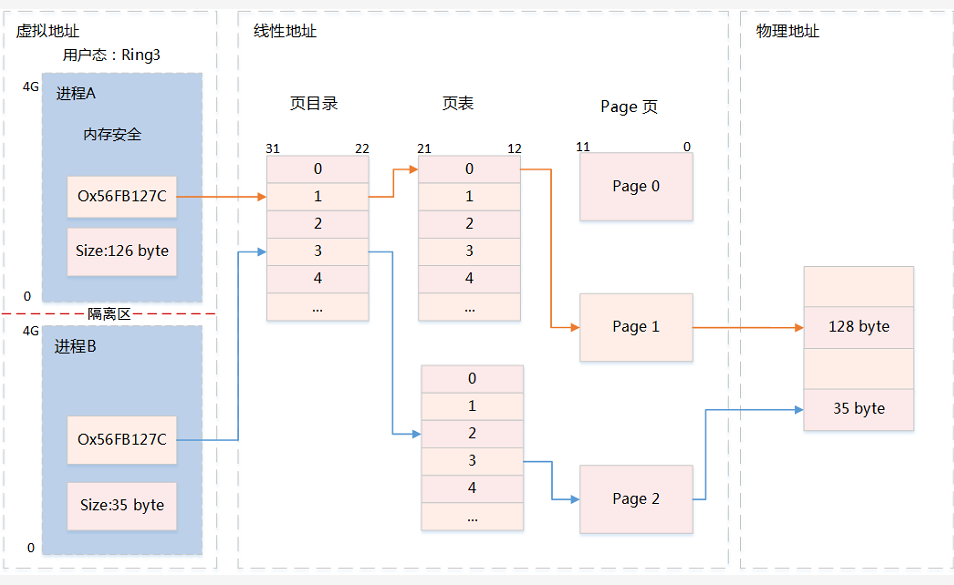 虚拟地址
用户态：Ring3
4G
进程A
内存安全
Ox56FB127C
Size:126 byte
0
隔离区
4G
进程B
Ox56FB127C
Size:35 byte
0
线性地址
页目录
31
22
0
1
2
3
4
...
页表
21
12
0
1
2
3
4
...
0
1
2
3
4
...
Page 页
11
0
Page 0
Page 1
Page 2
物理地址
128 byte
35 byte